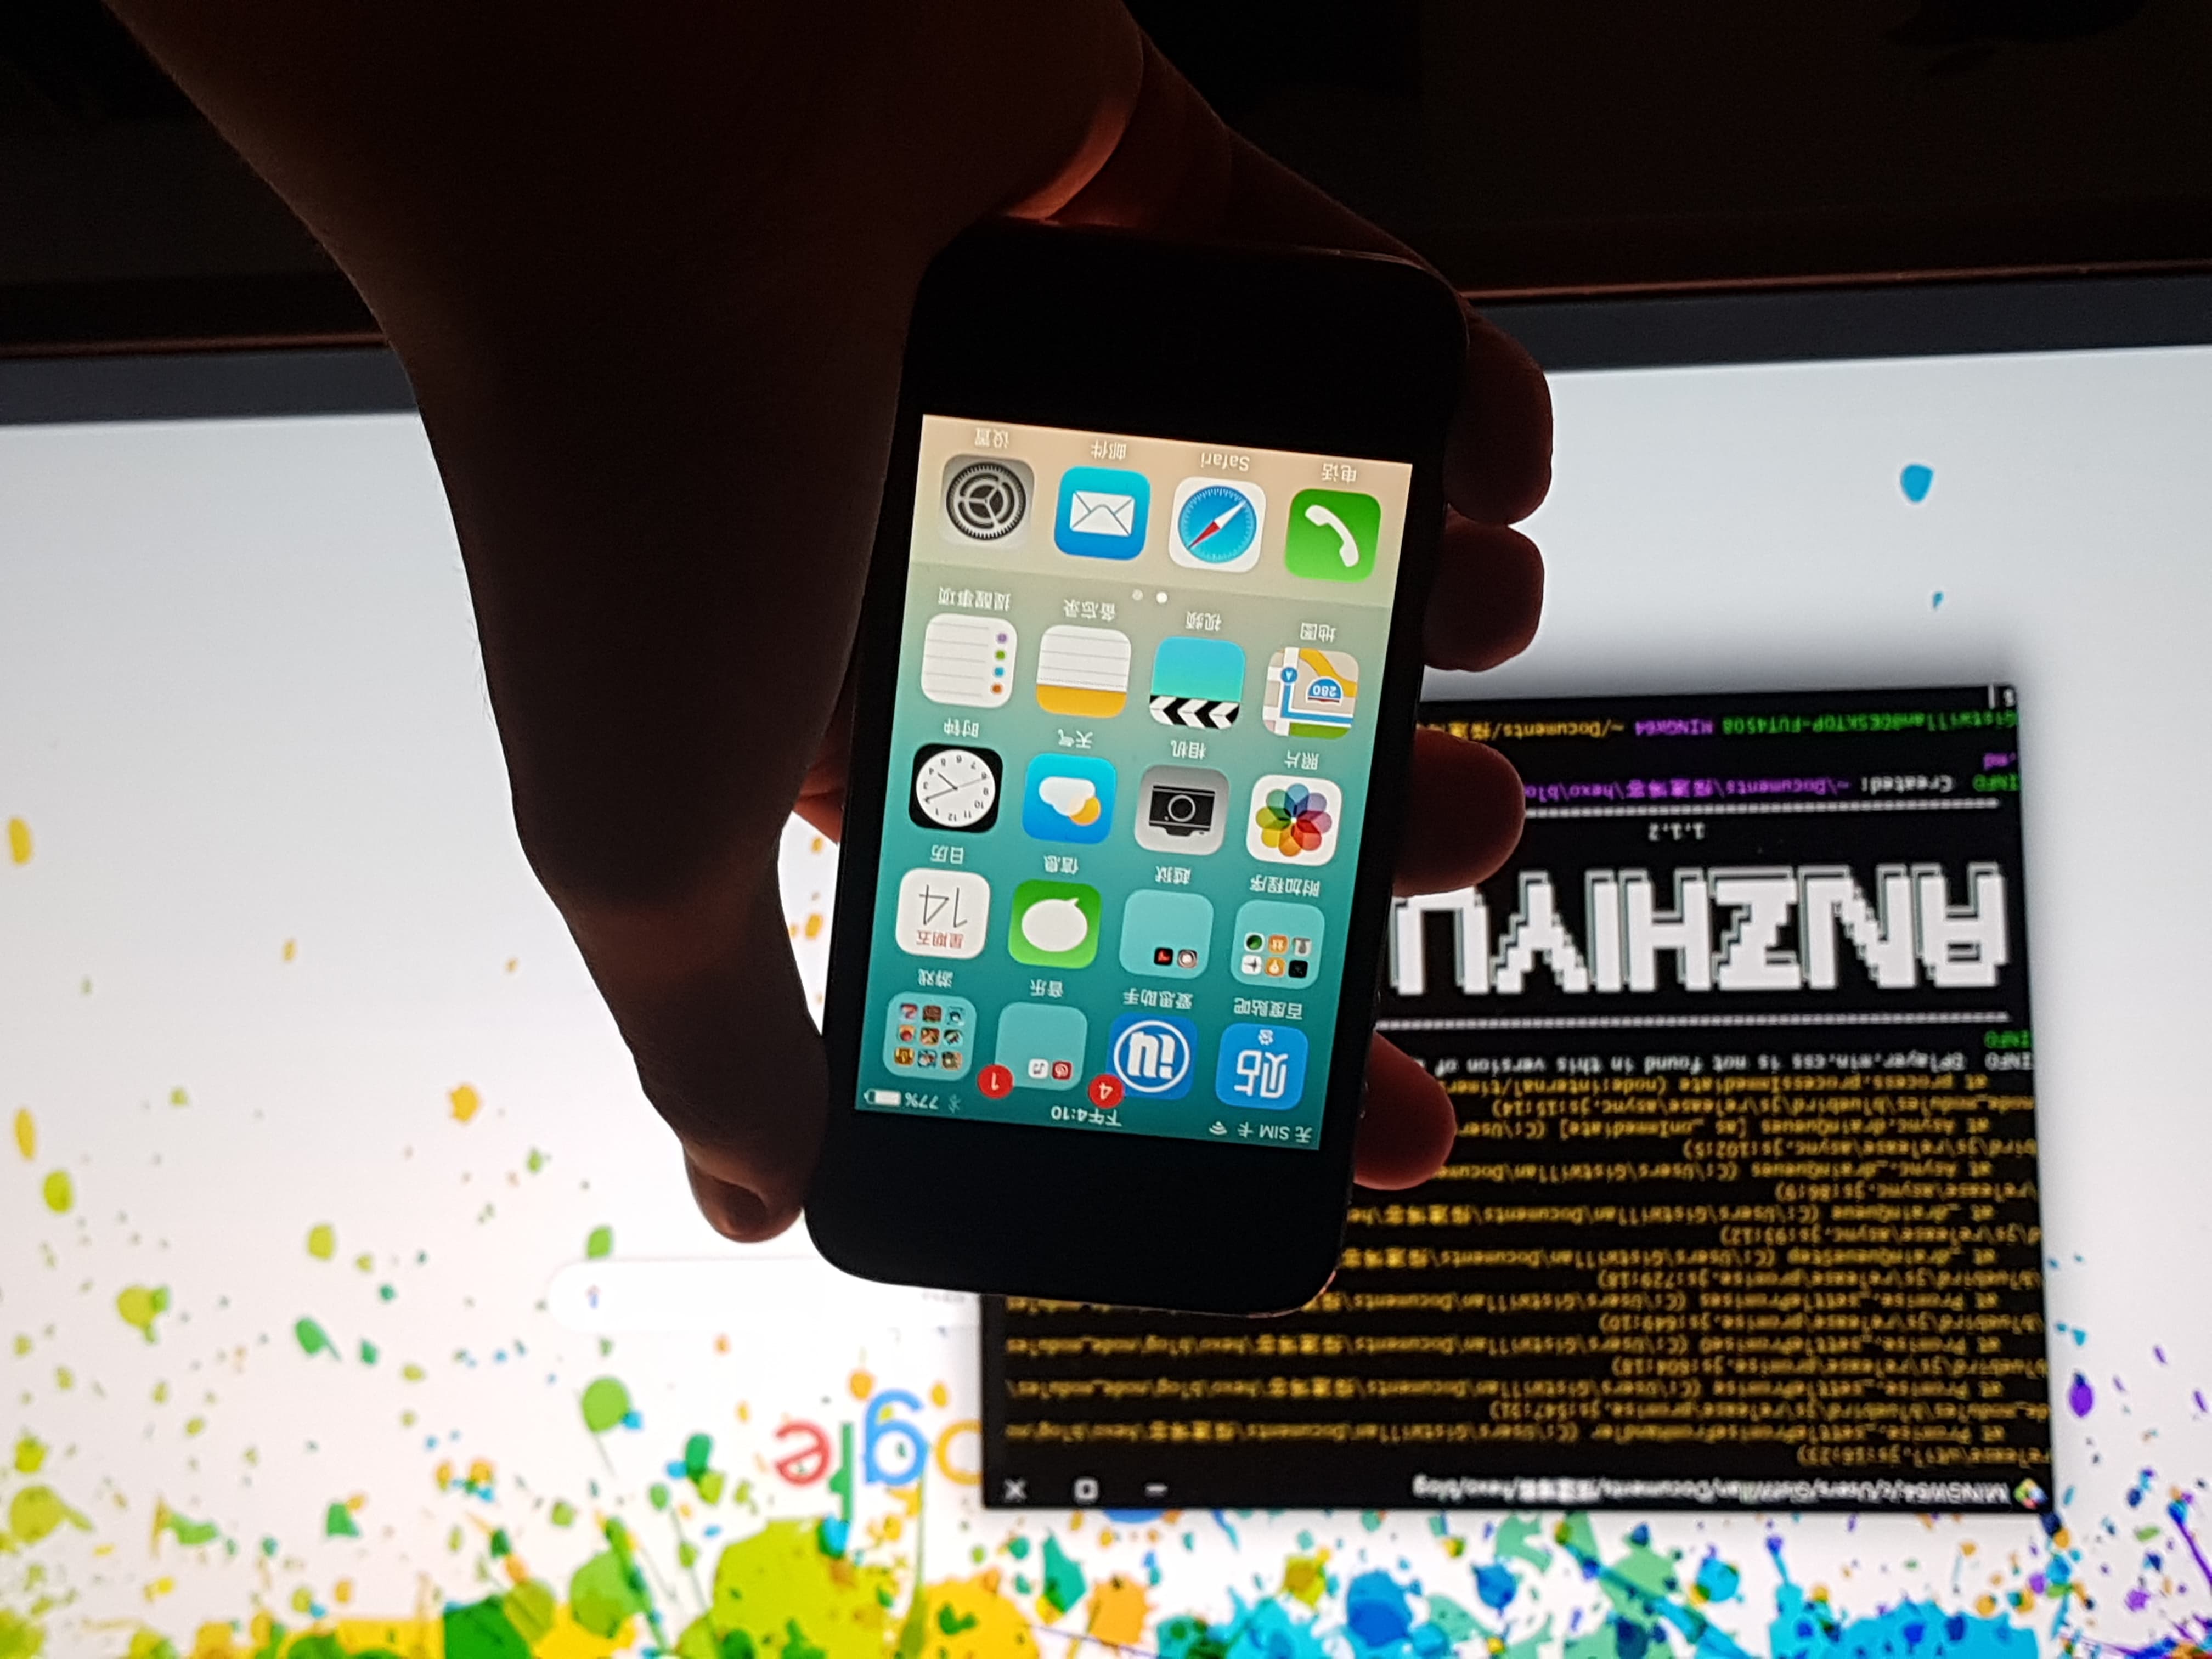 MINGW64:/c/Users/GistWillan/Documents/搭建博客/hexo/blog
release\util.js:16:23)
at Promise._settlePromiseFromHandler (C:\Users\GistWillan\Documents\搭建博客\hexo\blog\no
de_modules\bluebird\js\release\promise.js:547:31)
at Promise._settlePromise (C:\Users\GistWillan\Documents\搭建博客\hexo\blog\node_modules\
bluebird\js\release\promise.js:604:18)
at Promise._settlePromise0 (C:\Users\GistWillan\Documents\搭建博客\hexo\blog\node_modules
\bluebird\js\release\promise.js:649:10)
at Promise._settlePromises (C:\Users\GistWillan\Documents\搭建博客\hexo\blog\node_modules
\bluebird\js\release\promise.js:729:18)
at _drainQueueStep (C:\Users\GistWillan\Documents\搭建博客
d\js\release\async.js:93:12)
at _drainQueue (C:\Users\GistWillan\Documents\搭建博客\he
\release\async.js:86:9)
at Async._drainQueues (C:\Users\GistWillan\Docume
bird\js\release\async.js:102:5)
at Async.drainQueues [as _onImmediate] (C:\User
node_modules\bluebird\js\release\async.js:15:14)
at process.processImmediate (node:internal/timer
INFO DPlayer.min.css is not found in this version of
INFO
ANZHIYU
1.1.2
INFO Created: ~\Documents\搭建博客\hexo\blo
.md
GistWillan@DESKTOP-FUT4508 MINGW64 ~/Documents/搭建
$
ogle
无 SIM 卡 下午4:10 77%
贴 iu 4 1
百度贴吧 爱思助手 音乐 游戏
星期五
14
附加程序 越狱 信息 日历
照片 相机 天气 时钟
280
地图 视频 备忘录 提醒事项
电话 Safari 邮件 设置